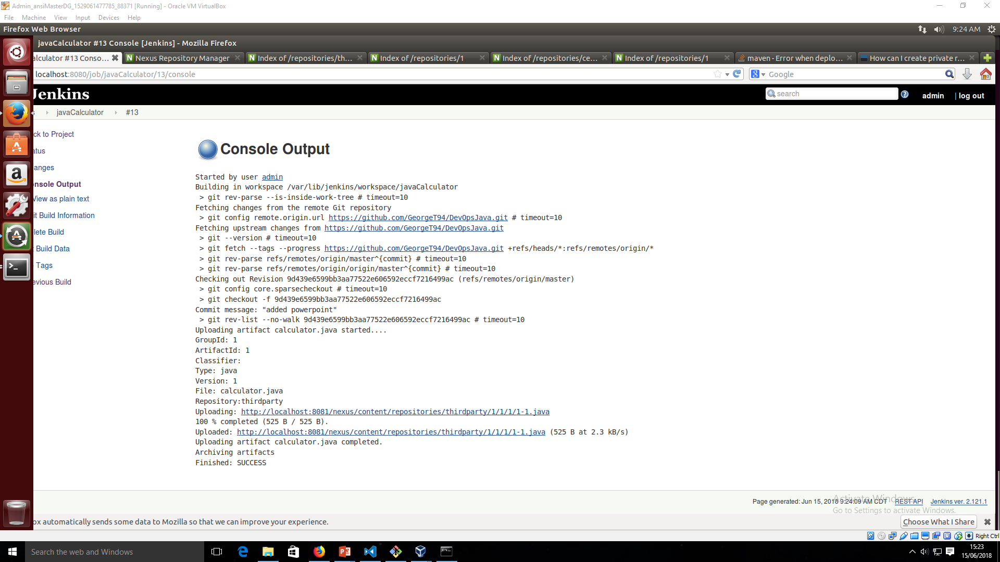 Admin_ansiMasterDG_1529061477785_88371 [Running] - Oracle VM VirtualBox
File Machine View Input Devices Help
Firefox Web Browser
9:24 AM
javaCalculator #13 Console [Jenkins] - Mozilla Firefox
alculator #13 Conso...
Nexus Repository Manager
Index of /repositories/th...
Index of /repositories/1
Index of /repositories/ce...
Index of /repositories/1
maven - Error when deplo...
How can I create private r...
localhost:8080/job/javaCalculator/13/console
Google
Jenkins
search
admin
| log out
s
javaCalculator
#13
ck to Project
atus
anges
onsole Output
View as plain text
it Build Information
lete Build
t Build Data
Tags
evious Build
Console Output
Started by user admin
Building in workspace /var/lib/jenkins/workspace/javaCalculator
> git rev-parse --is-inside-work-tree # timeout=10
Fetching changes from the remote Git repository
> git config remote.origin.url https://github.com/GeorgeT94/DevOpsJava.git # timeout=10
Fetching upstream changes from https://github.com/GeorgeT94/DevOpsJava.git
> git --version # timeout=10
> git fetch --tags --progress https://github.com/GeorgeT94/DevOpsJava.git +refs/heads/*:refs/remotes/origin/*
> git rev-parse refs/remotes/origin/master^{commit} # timeout=10
> git rev-parse refs/remotes/origin/origin/master^{commit} # timeout=10
Checking out Revision 9d439e6599bb3aa77522e606592eccf7216499ac (refs/remotes/origin/master)
> git config core.sparsecheckout # timeout=10
> git checkout -f 9d439e6599bb3aa77522e606592eccf7216499ac
Commit message: "added powerpoint"
> git rev-list --no-walk 9d439e6599bb3aa77522e606592eccf7216499ac # timeout=10
Uploading artifact calculator.java started....
GroupId: 1
ArtifactId: 1
Classifier:
Type: java
Version: 1
File: calculator.java
Repository:thirdparty
Uploading: http://localhost:8081/nexus/content/repositories/thirdparty/1/1/1/1-1.java
100 % completed (525 B / 525 B).
Uploaded: http://localhost:8081/nexus/content/repositories/thirdparty/1/1/1/1-1.java (525 B at 2.3 kB/s)
Uploading artifact calculator.java completed.
Archiving artifacts
Finished: SUCCESS
Page generated: Jun 15, 2018 9:24:09 AM CDT
REST API
Jenkins ver. 2.121.1
Activate Windows
Go to Settings to activate Windows.
ox automatically sends some data to Mozilla so that we can improve your experience.
Choose What I Share
Right Ctrl
Search the web and Windows
15:23
15/06/2018